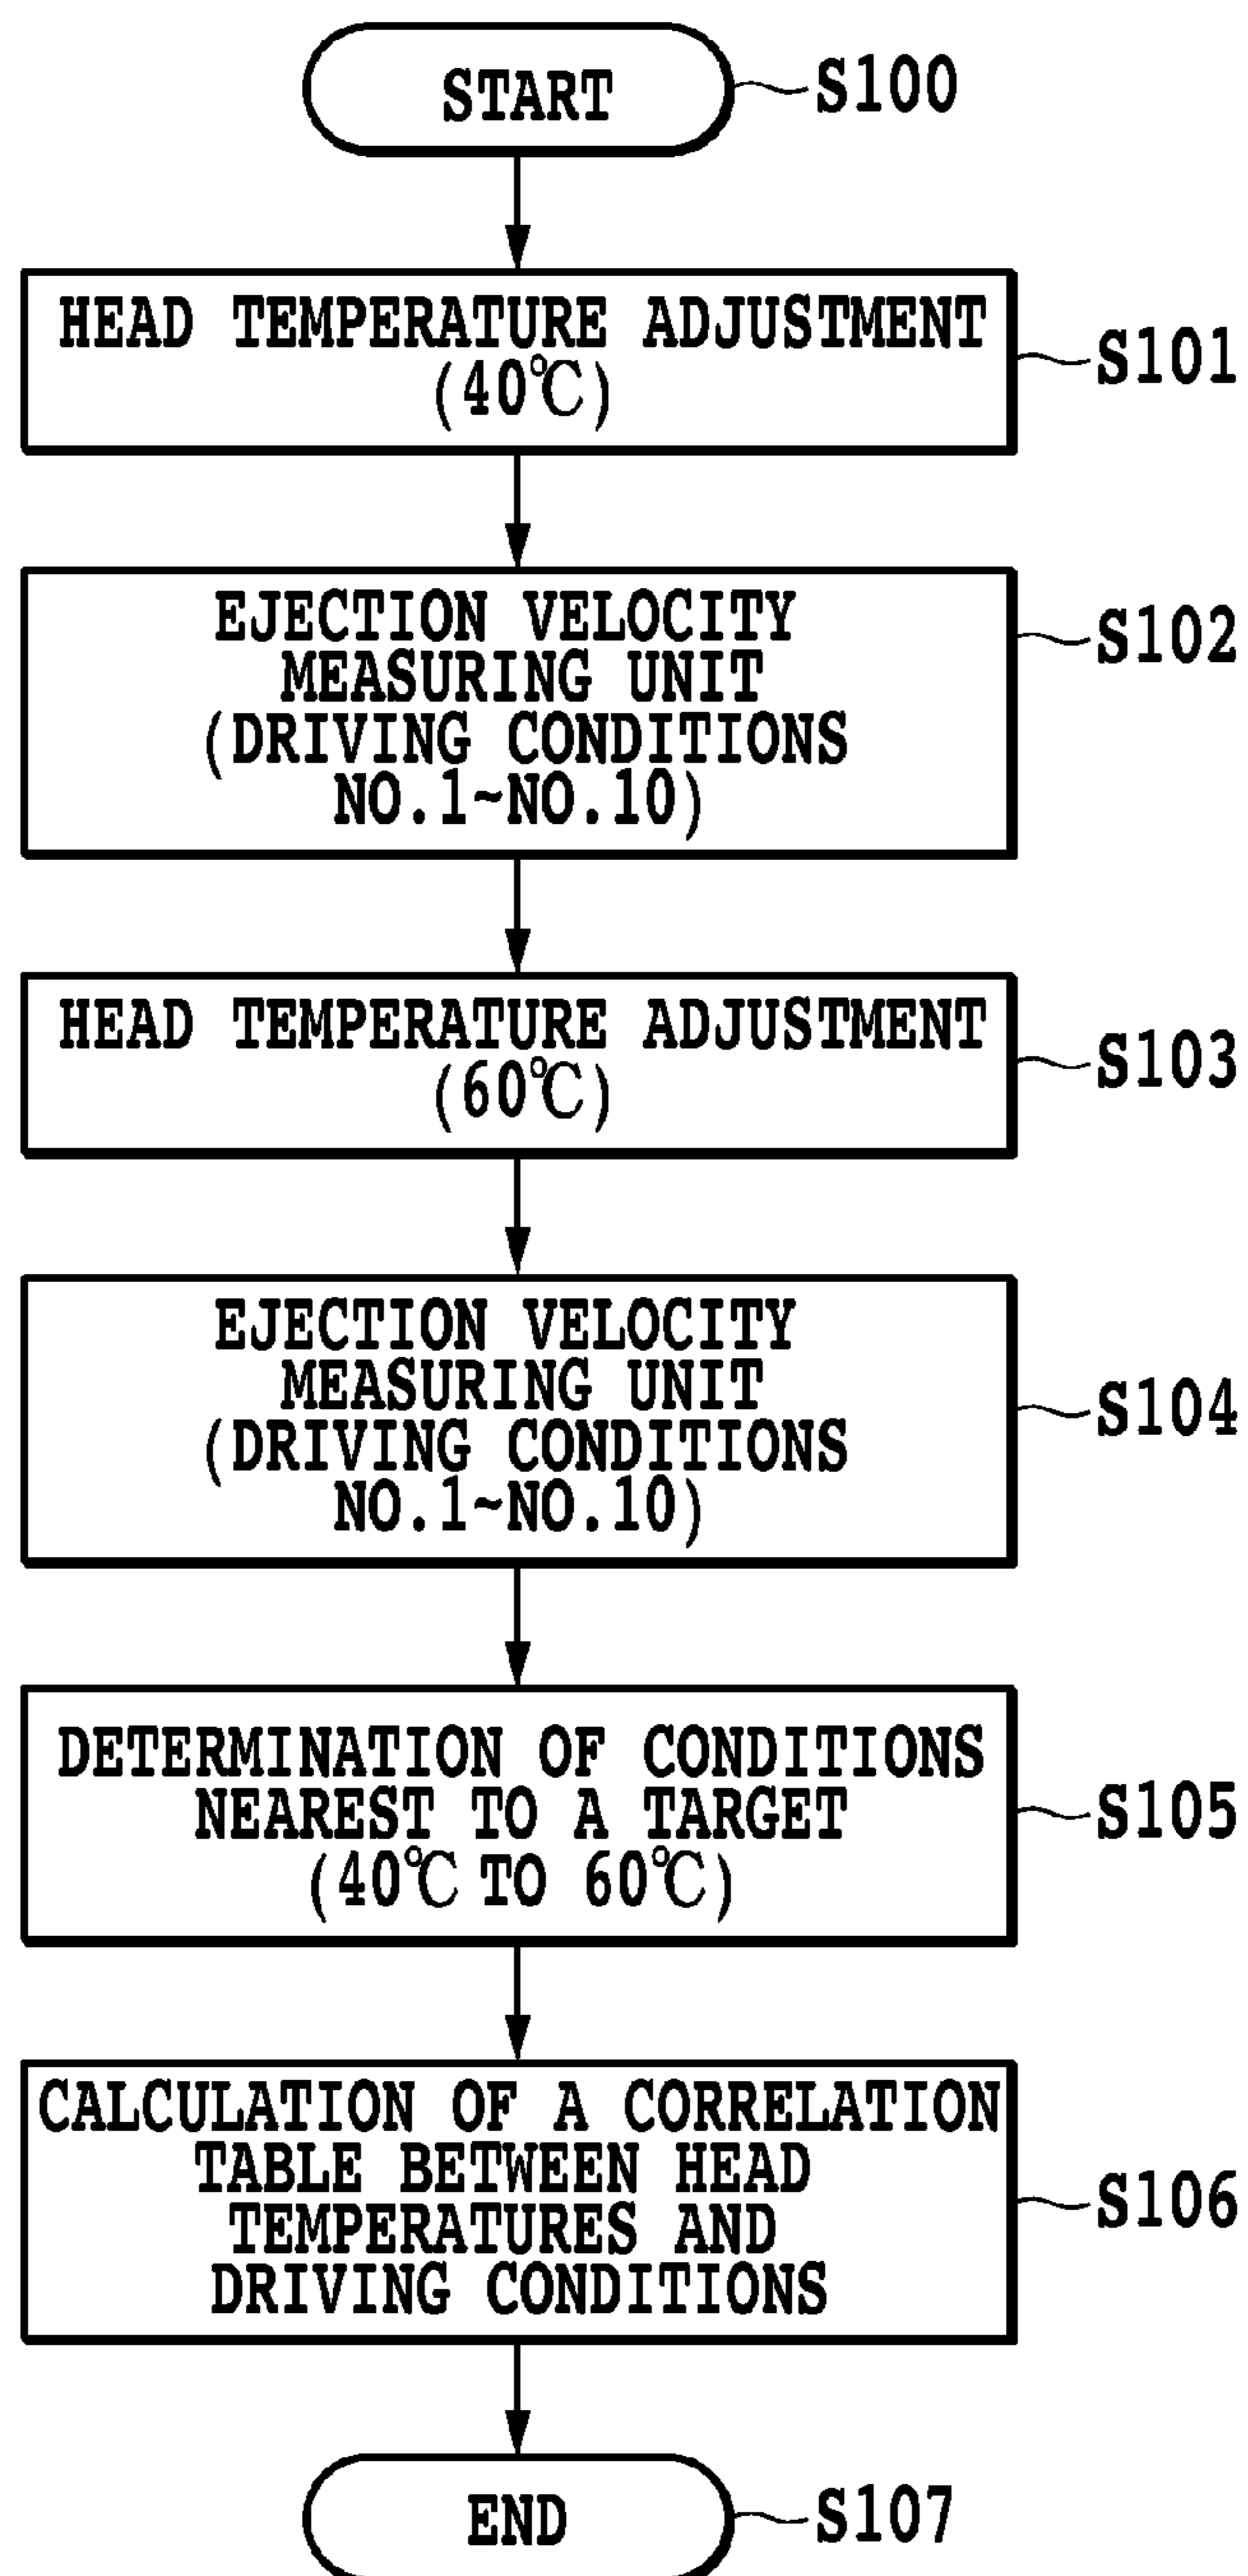 START
S100
HEAD TEMPERATURE ADJUSTMENT
(40℃)
S101
EJECTION VELOCITY
MEASURING UNIT
(DRIVING CONDITIONS
NO.1~NO.10)
S102
HEAD TEMPERATURE ADJUSTMENT
(60℃)
S103
EJECTION VELOCITY
MEASURING UNIT
(DRIVING CONDITIONS
NO.1~NO.10)
S104
DETERMINATION OF CONDITIONS
NEAREST TO A TARGET
(40℃ TO 60℃)
S105
CALCULATION OF A CORRELATION
TABLE BETWEEN HEAD
TEMPERATURES AND
DRIVING CONDITIONS
S106
END
S107